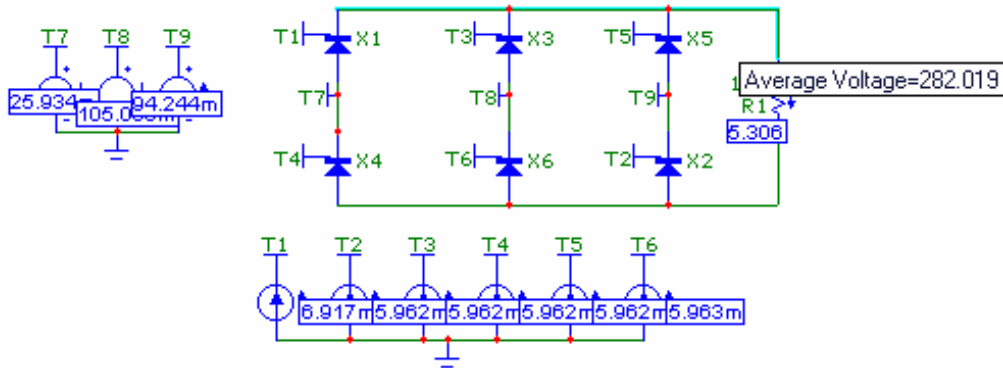 T7 T8 T9
25.934m
94.244m
T1 X1 T3 X3 T5 X5
Average Voltage=282.019
T7 T8 T9
R1
5.306
T4 X4 T6 X6 T2 X2
T1 T2 T3 T4 T5 T6
6.917m 5.962m 5.962m 5.962m 5.962m 5.963m